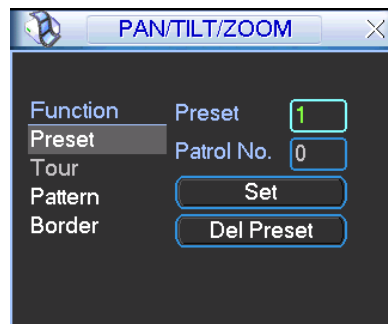 PAN/TILT/ZOOM
Function
Preset
Tour
Pattern
Border
Preset 1
Patrol No. 0
Set
Del Preset